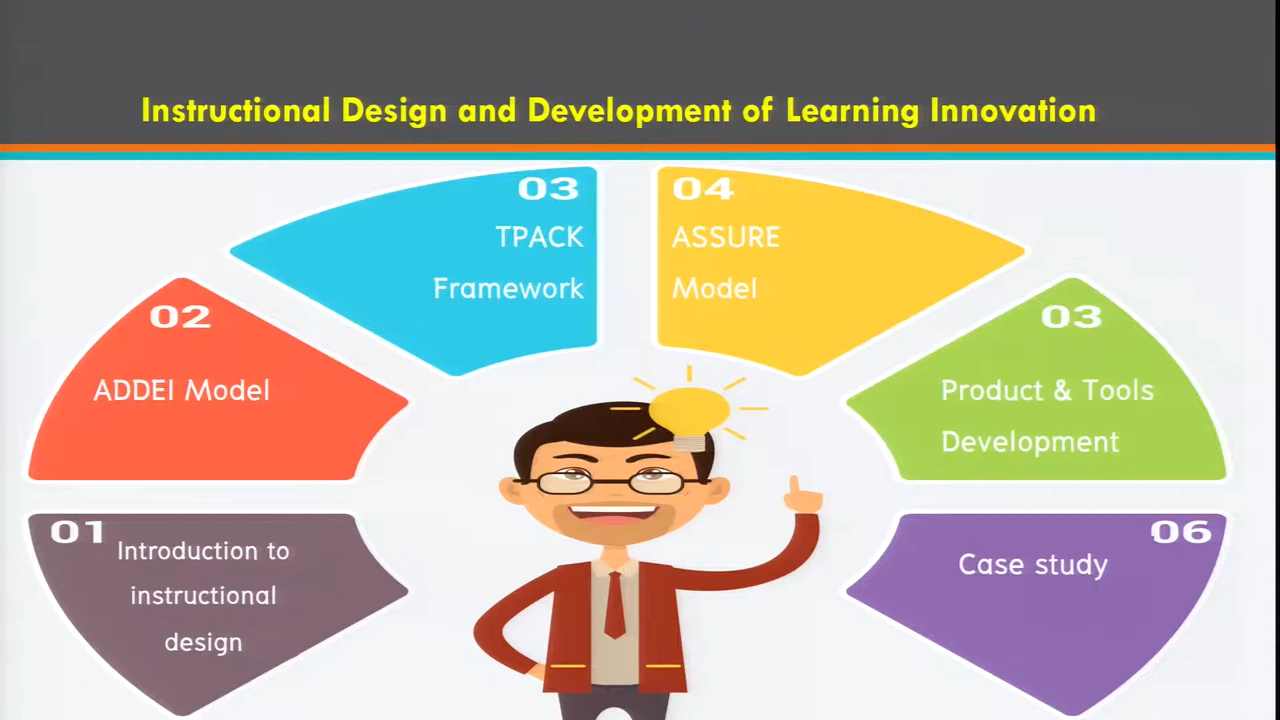 Instructional Design and Development of Learning Innovation
01
Introduction to
instructional
design
02
ADDEI Model
03
TPACK
Framework
04
ASSURE
Model
03
Product & Tools
Development
06
Case study